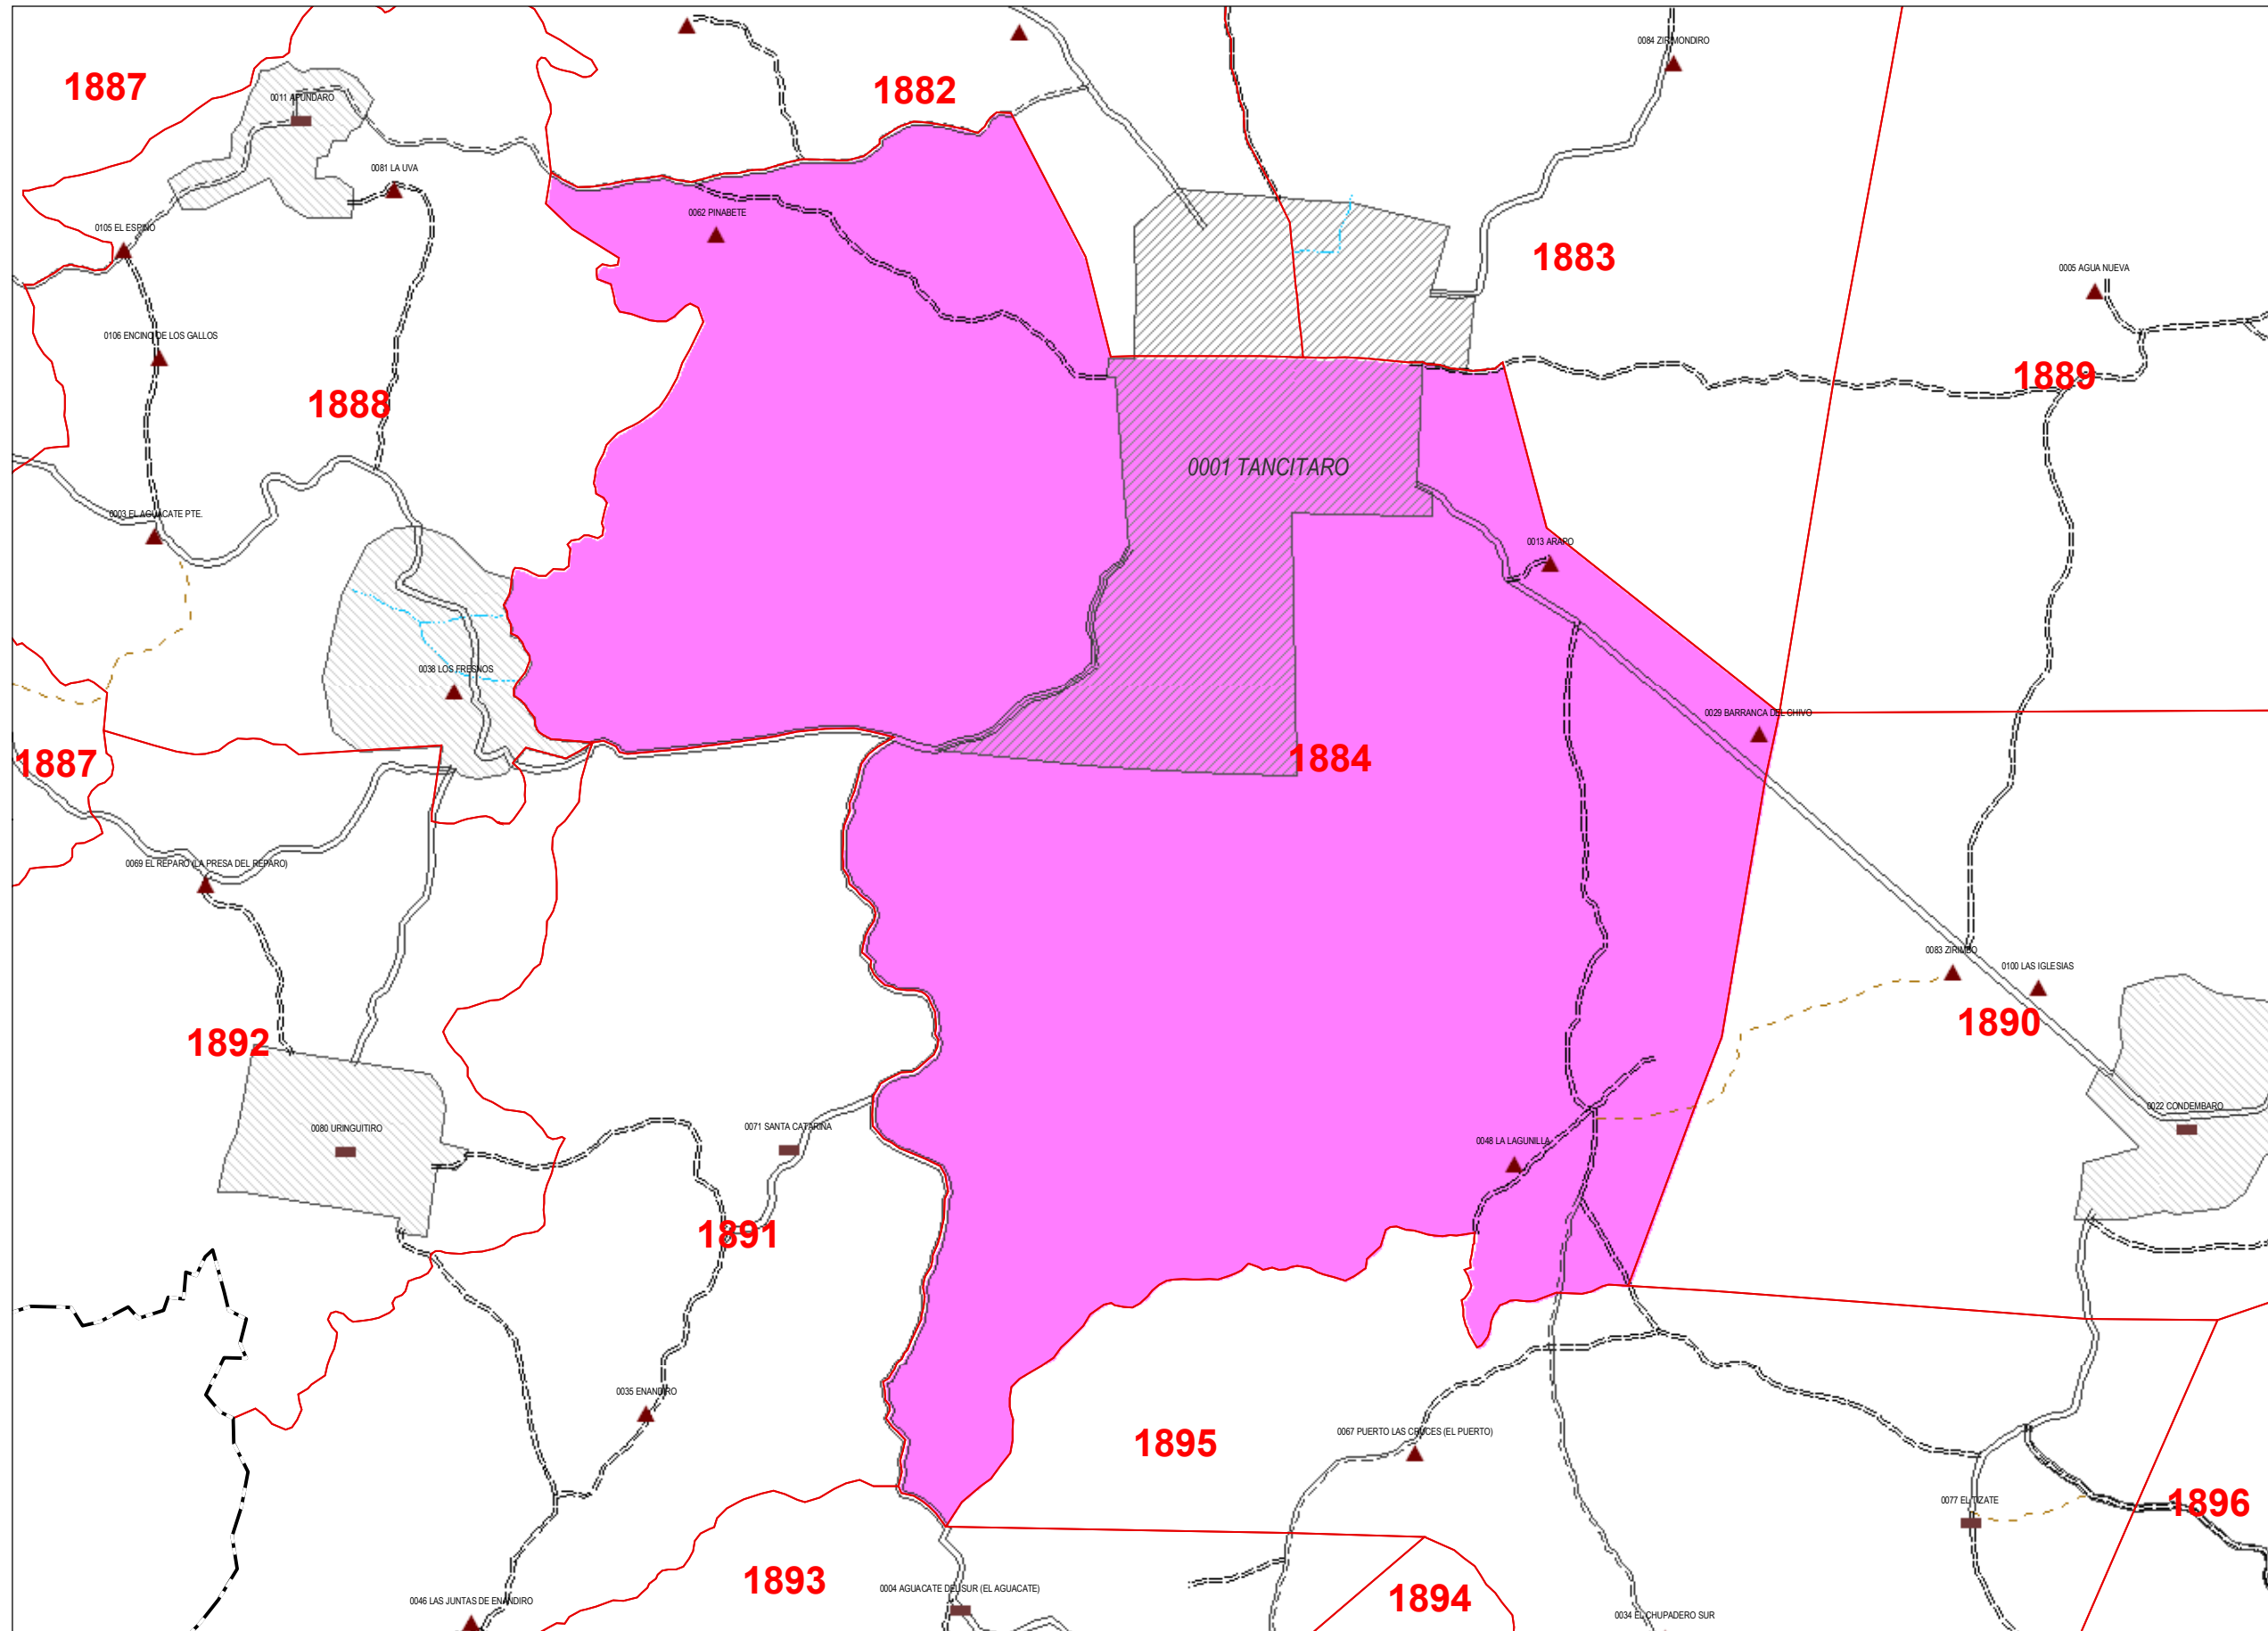 0084 ZIRIMONDIRO
1887
1882
0011 APUNDARO
0081 LA UVA
0062 PINABETE
0105 EL ESPINO
1883
0005 AGUA NUEVA
0106 ENCINO DE LOS GALLOS
1889
1888
0001 TANCITARO
0003 EL AGUACATE PTE.
0013 ARAPO
0038 LOS FRESNOS
0029 BARRANCA DEL CHIVO
1887
1884
0069 EL REPARO (LA PRESA DEL REPARO)
0083 ZIRIMBO
0100 LAS IGLESIAS
1890
1892
0022 CONDEMBARO
0080 URINGUITIRO
0071 SANTA CATARINA
0048 LA LAGUNILLA
1891
0035 ENANDIRO
0067 PUERTO LAS CRUCES (EL PUERTO)
1895
0077 EL TIZATE
1896
1893
0004 AGUACATE DEL SUR (EL AGUACATE)
1894
0046 LAS JUNTAS DE ENANDIRO
0034 EL CHUPADERO SUR